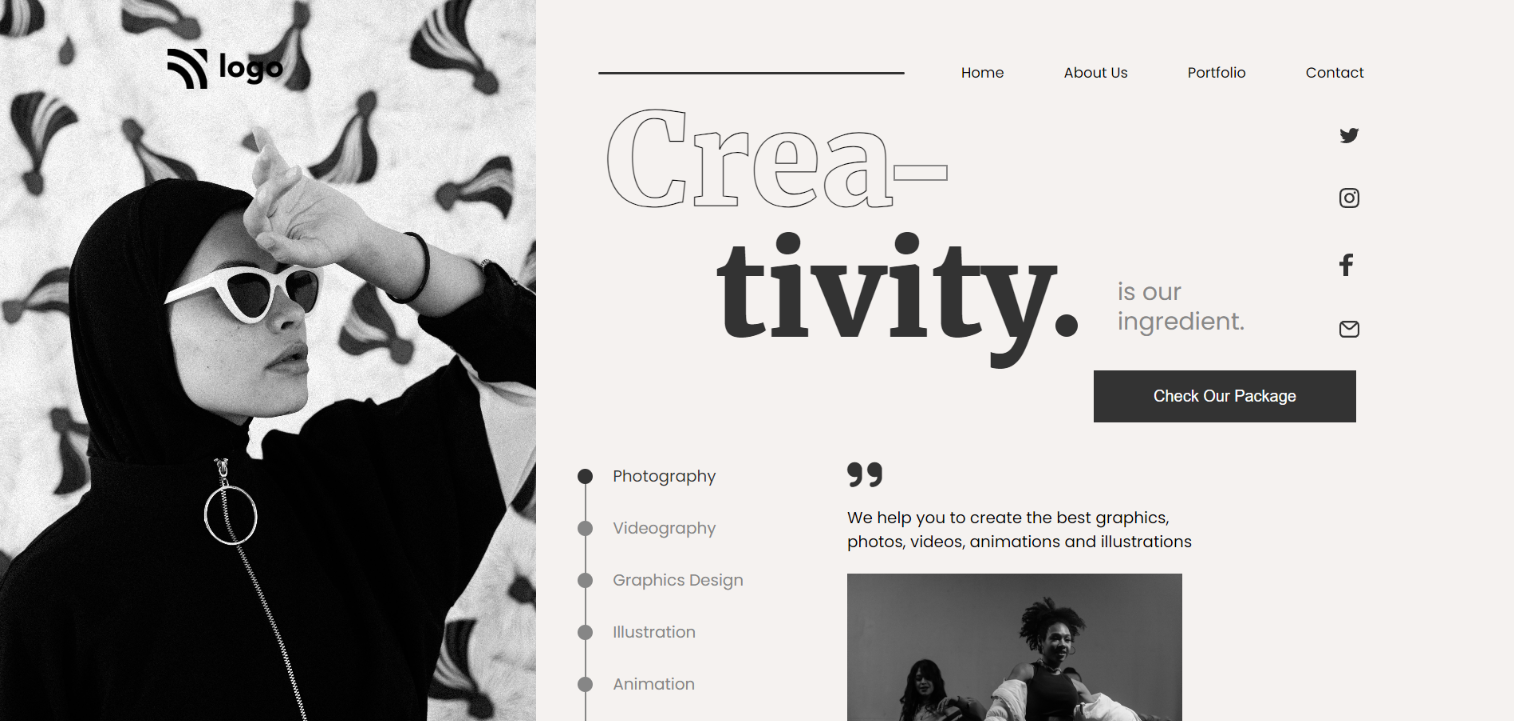 logo
Home About Us Portfolio Contact
Crea–
tivity.
is our
ingredient.
Check Our Package
Photography
Videography
Graphics Design
Illustration
Animation
❟❟
We help you to create the best graphics,
photos, videos, animations and illustrations